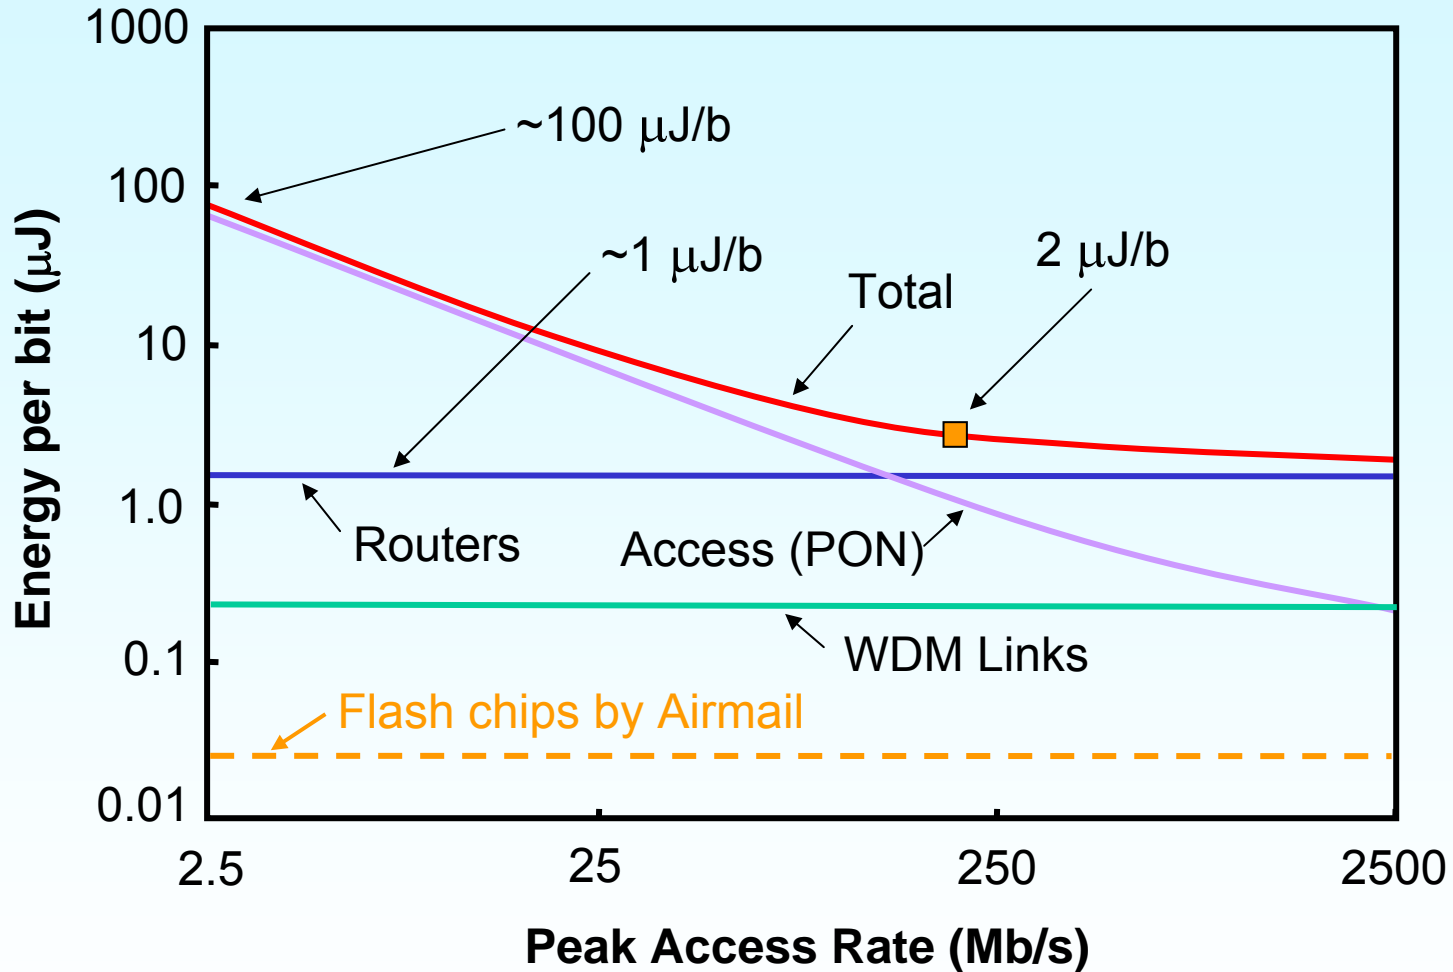 1000
~100 μJ/b
100
~1 μJ/b
2 μJ/b
Total
10
1.0
Routers
Access (PON)
WDM Links
0.1
Flash chips by Airmail
0.01
Energy per bit (μJ)
2.5
25
250
2500
Peak Access Rate (Mb/s)